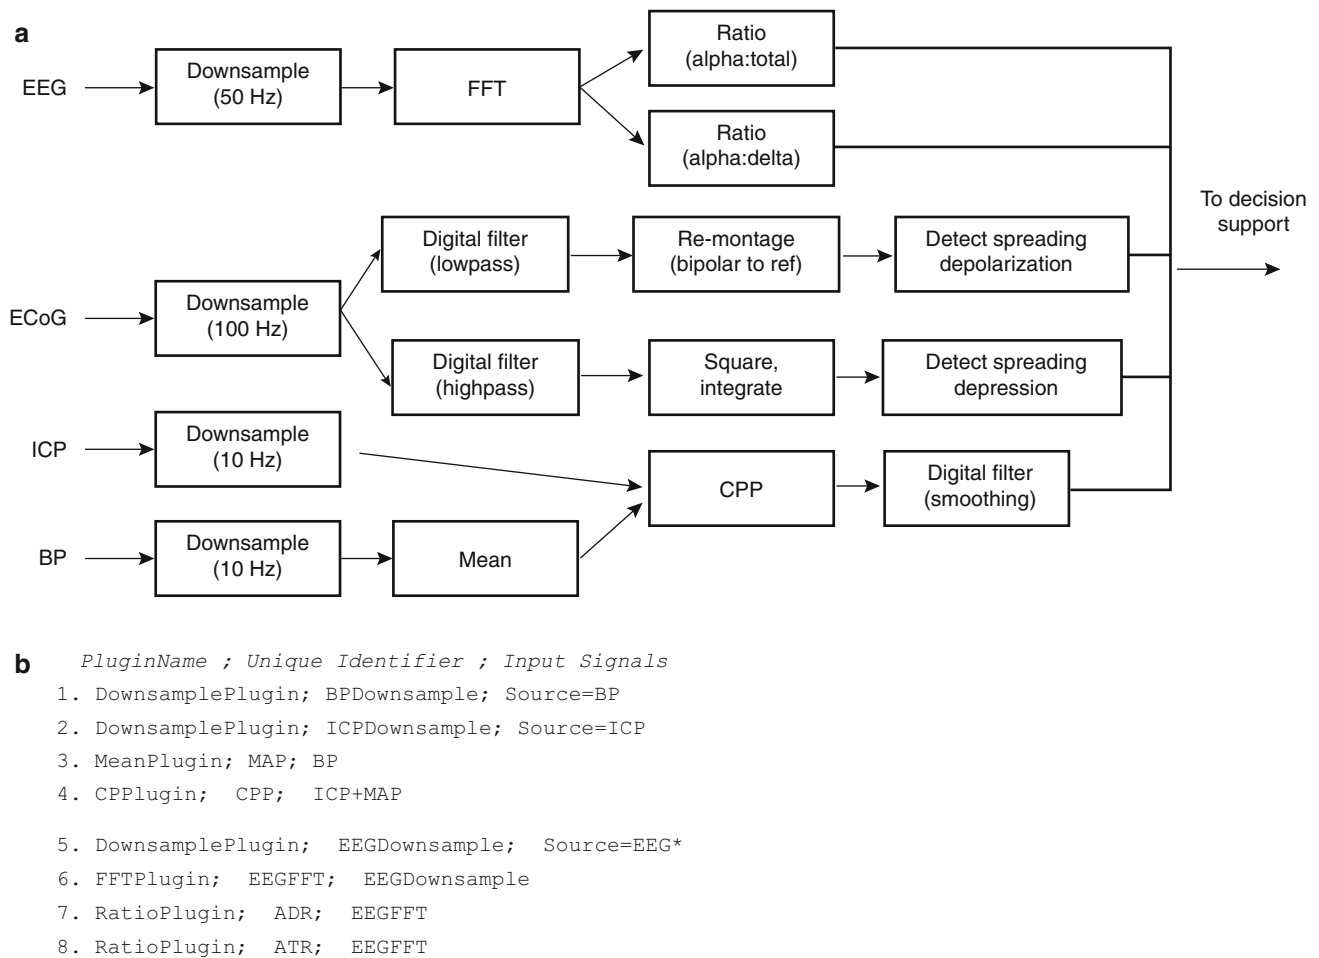 a
EEG
Downsample
(50 Hz)
FFT
Ratio
(alpha:total)
Ratio
(alpha:delta)
To decision
support
ECoG
Downsample
(100 Hz)
Digital filter
(lowpass)
Re-montage
(bipolar to ref)
Detect spreading
depolarization
Digital filter
(highpass)
Square,
integrate
Detect spreading
depression
ICP
Downsample
(10 Hz)
CPP
Digital filter
(smoothing)
BP
Downsample
(10 Hz)
Mean
b PluginName ; Unique Identifier ; Input Signals
1. DownsamplePlugin; BPDownsample; Source=BP
2. DownsamplePlugin; ICPDownsample; Source=ICP
3. MeanPlugin; MAP; BP
4. CPPlugin; CPP; ICP+MAP
5. DownsamplePlugin; EEGDownsample; Source=EEG*
6. FFTPlugin; EEGFFT; EEGDownsample
7. RatioPlugin; ADR; EEGFFT
8. RatioPlugin; ATR; EEGFFT